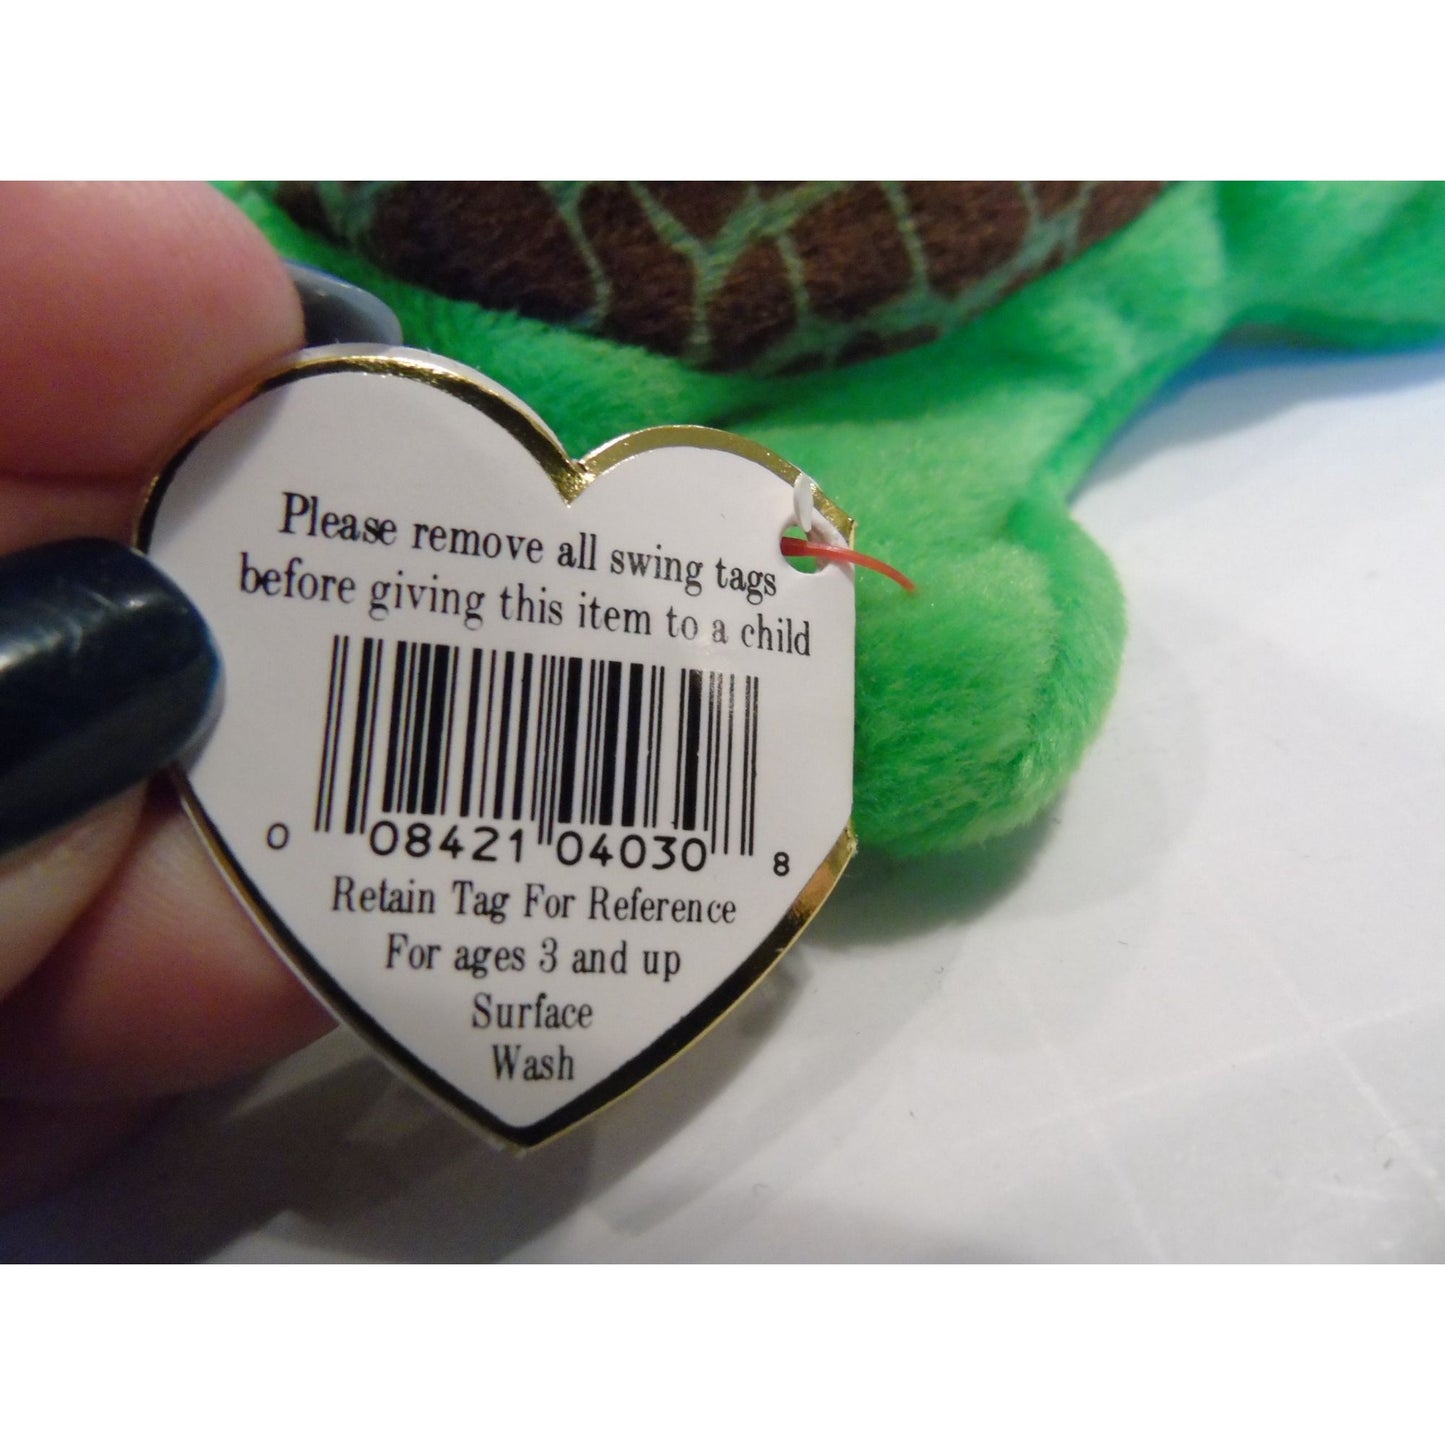 Please remove all swing tags
before giving this item to a child
0 08421 04030 8
Retain Tag For Reference
For ages 3 and up
Surface
Wash